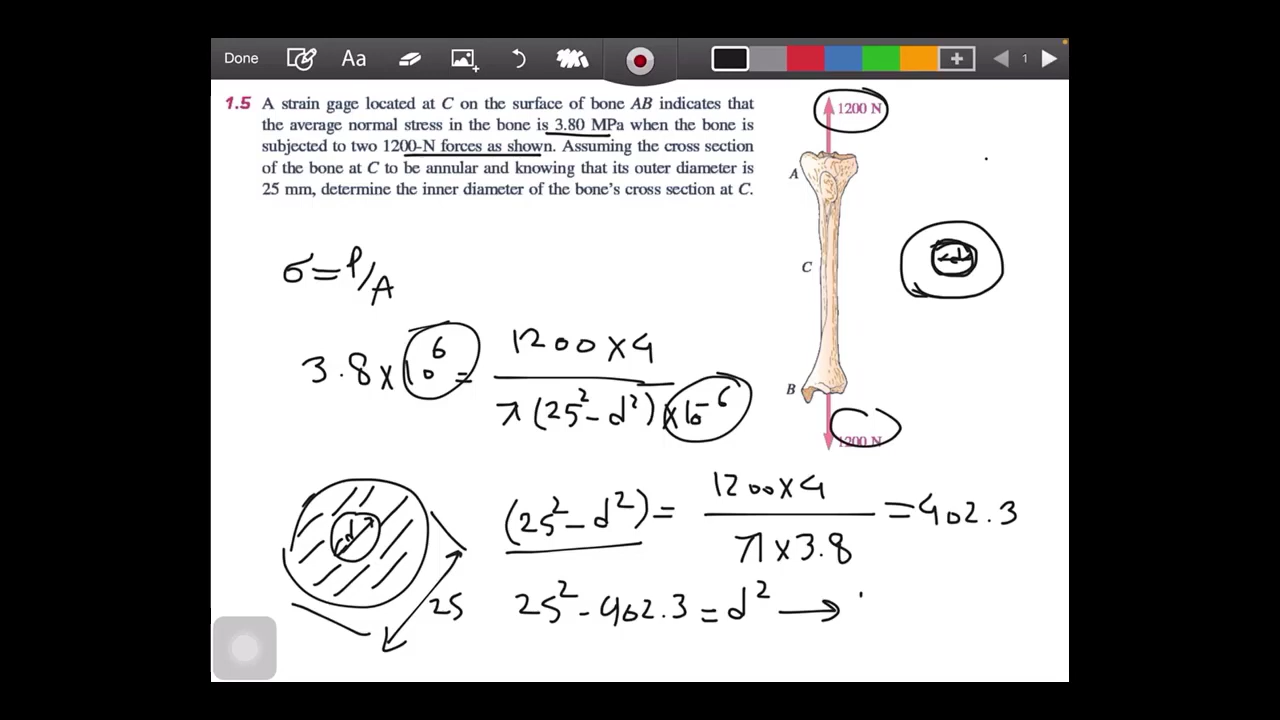 Done Aa 1
1.5 A strain gage located at C on the surface of bone AB indicates that
the average normal stress in the bone is 3.80 MPa when the bone is
subjected to two 1200-N forces as shown. Assuming the cross section
of the bone at C to be annular and knowing that its outer diameter is
25 mm, determine the inner diameter of the bone's cross section at C.
1200 N
A
C
B
1200 N
d
σ = P/A
3.8 × 10⁶ = 1200 × 4 / π (25² - d²) × 10⁻⁶
d
25
(25² - d²) = 1200 × 4 / π × 3.8 = 402.3
25² - 402.3 = d² →